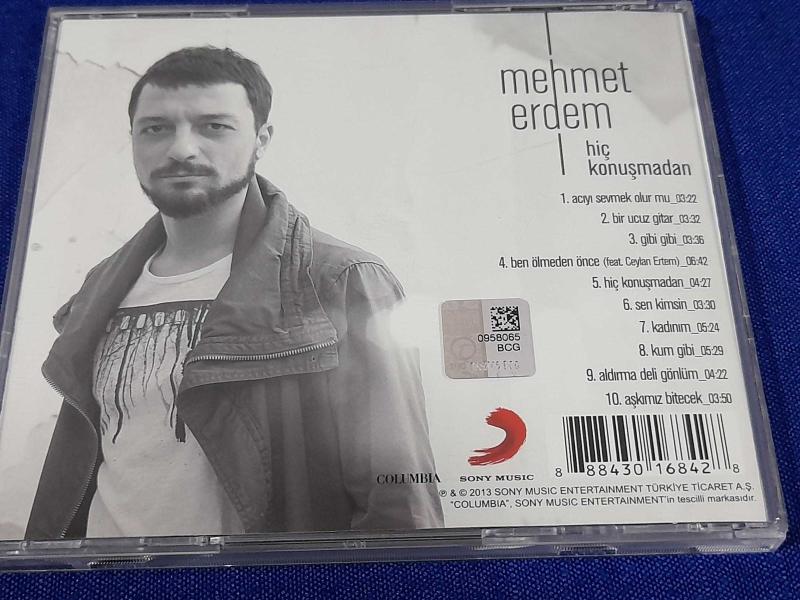 mehmet
erdem
hiç
konuşmadan
1. acıyı sevmek olur mu_03:22
2. bir ucuz gitar_03:32
3. gibi gibi_03:36
4. ben ölmeden önce (feat. Ceylan Ertem)_06:42
5. hiç konuşmadan_04:27
6. sen kimsin_03:30
7. kadınım_05:24
8. kum gibi_05:29
9. aldırma deli gönlüm_04:22
10. aşkımız bitecek_03:50
0958065
BCG
COLUMBIA
SONY MUSIC
8 88430 16842 8
℗ & © 2013 SONY MUSIC ENTERTAINMENT TÜRKİYE TİCARET A.Ş.
"COLUMBIA", SONY MUSIC ENTERTAINMENT'in tescilli markasıdır.